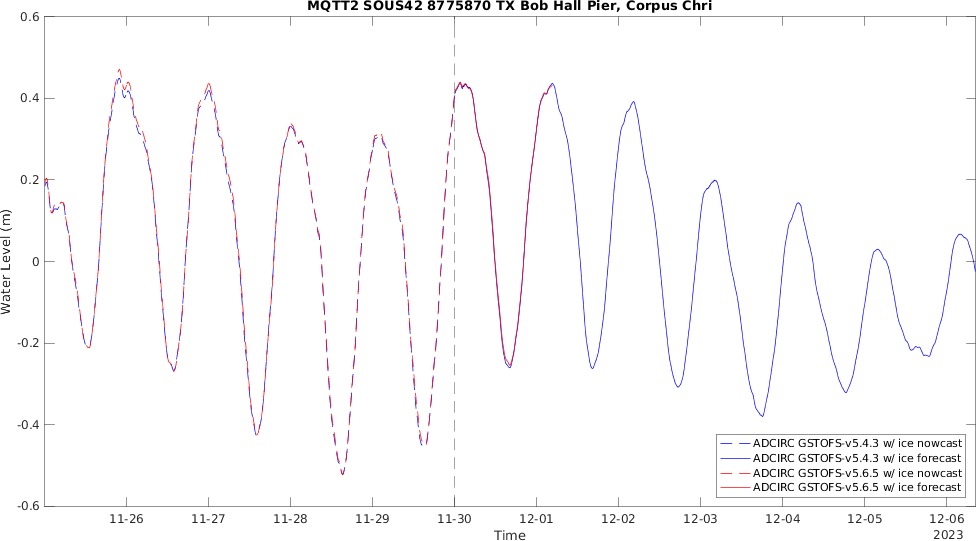 MQTT2 SOUS42 8775870 TX Bob Hall Pier, Corpus Chri
0.6
0.4
0.2
0
-0.2
-0.4
-0.6
Water Level (m)
ADCIRC GSTOFS-v5.4.3 w/ ice nowcast
ADCIRC GSTOFS-v5.4.3 w/ ice forecast
ADCIRC GSTOFS-v5.6.5 w/ ice nowcast
ADCIRC GSTOFS-v5.6.5 w/ ice forecast
11-26 11-27 11-28 11-29 11-30 12-01 12-02 12-03 12-04 12-05 12-06
Time
2023